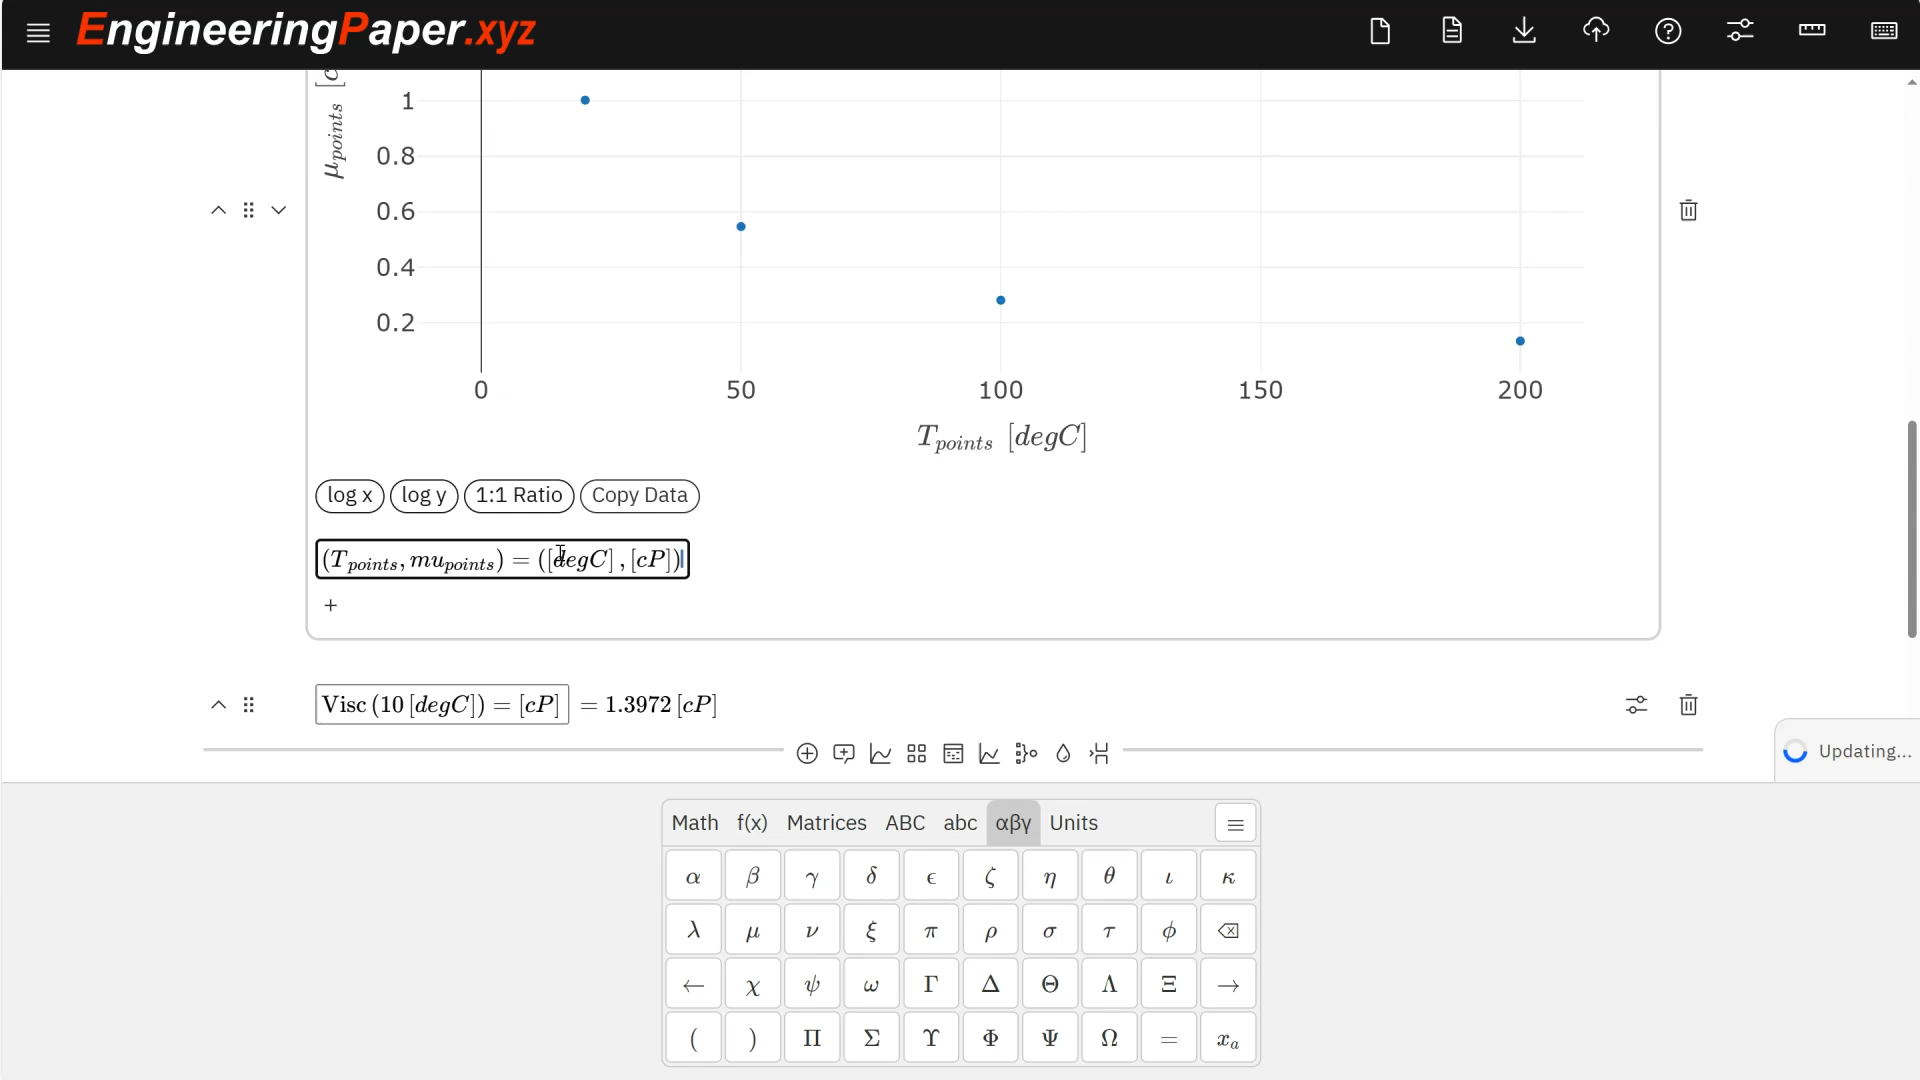 EngineeringPaper.xyz
μpoints [c
1
0.8
0.6
0.4
0.2
0 50 100 150 200
Tpoints [degC]
log x log y 1:1 Ratio Copy Data
(Tpoints, mupoints) = ([degC], [cP])
+
Visc (10 [degC]) = [cP] = 1.3972 [cP]
Updating...
Math f(x) Matrices ABC abc αβγ Units
α β γ δ ϵ ζ η θ ι κ
λ μ ν ξ π ρ σ τ ϕ ⌫
← χ ψ ω Γ Δ Θ Λ Ξ →
( ) Π Σ Υ Φ Ψ Ω = xa